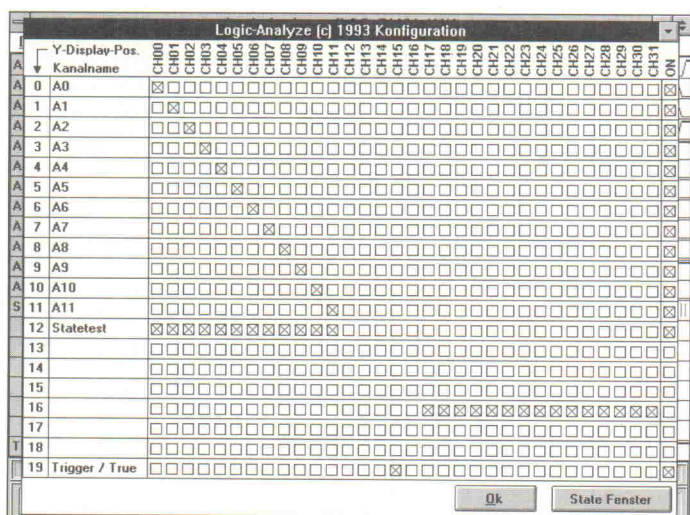 Logic-Analyze (c) 1993 Konfiguration
Y-Display-Pos.
A Kanalname CH00 CH01 CH02 CH03 CH04 CH05 CH06 CH07 CH08 CH09 CH10 CH11 CH12 CH13 CH14 CH15 CH16 CH17 CH18 CH19 CH20 CH21 CH22 CH23 CH24 CH25 CH26 CH27 CH28 CH29 CH30 CH31 ON
A 0 A0
A 1 A1
A 2 A2
A 3 A3
A 4 A4
A 5 A5
A 6 A6
A 7 A7
A 8 A8
A 9 A9
A 10 A10
S 11 A11
12 Statetest
13
14
15
16
17
T 18
19 Trigger / True
Ok State Fenster